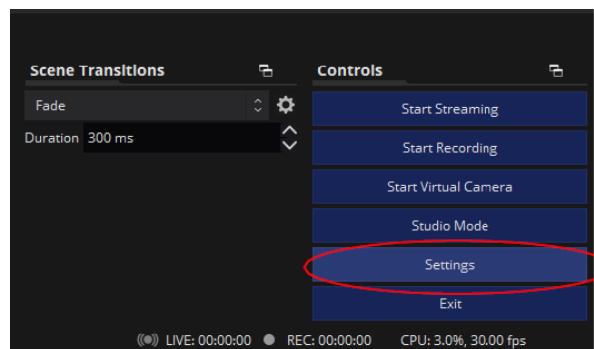 Scene Transitions
Fade
Duration 300 ms
Controls
Start Streaming
Start Recording
Start Virtual Camera
Studio Mode
Settings
Exit
LIVE: 00:00:00 REC: 00:00:00 CPU: 3.0%, 30.00 fps